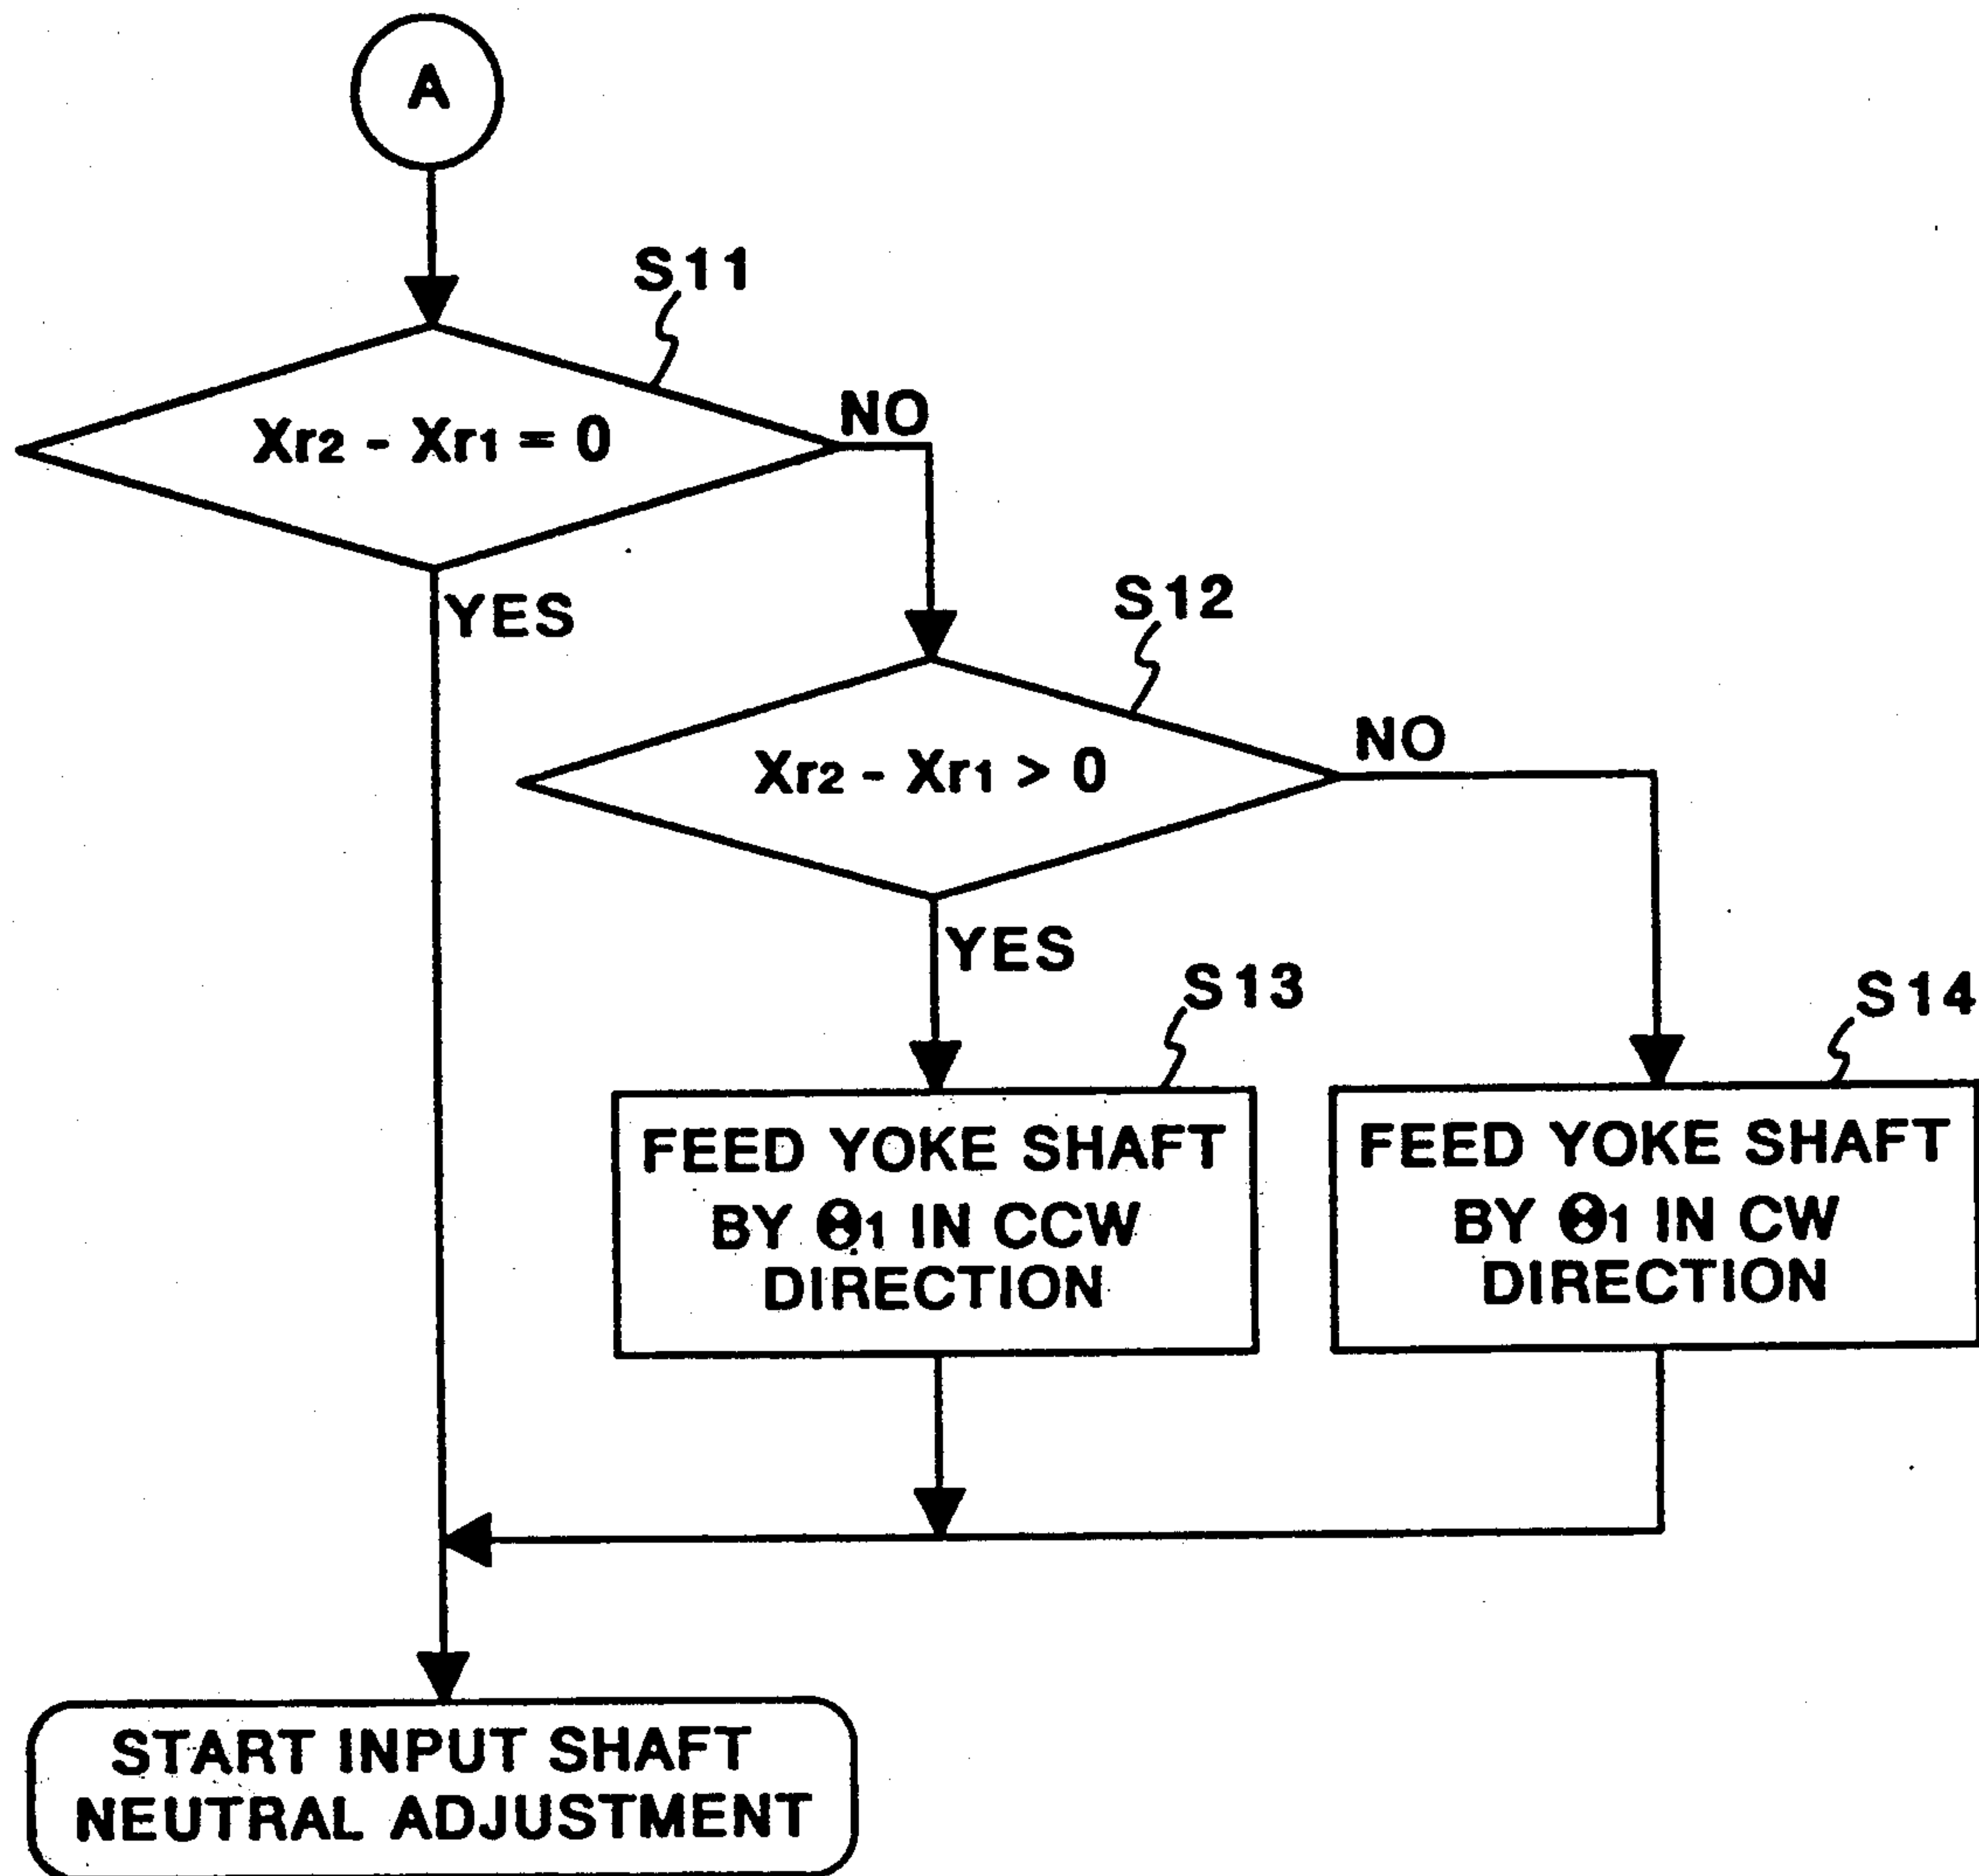 A
S11
Xr2 - Xr1 = 0
NO
YES
S12
Xr2 - Xr1 > 0
NO
YES
S13
S14
FEED YOKE SHAFT
BY Θ1 IN CCW
DIRECTION
FEED YOKE SHAFT
BY Θ1 IN CW
DIRECTION
START INPUT SHAFT
NEUTRAL ADJUSTMENT